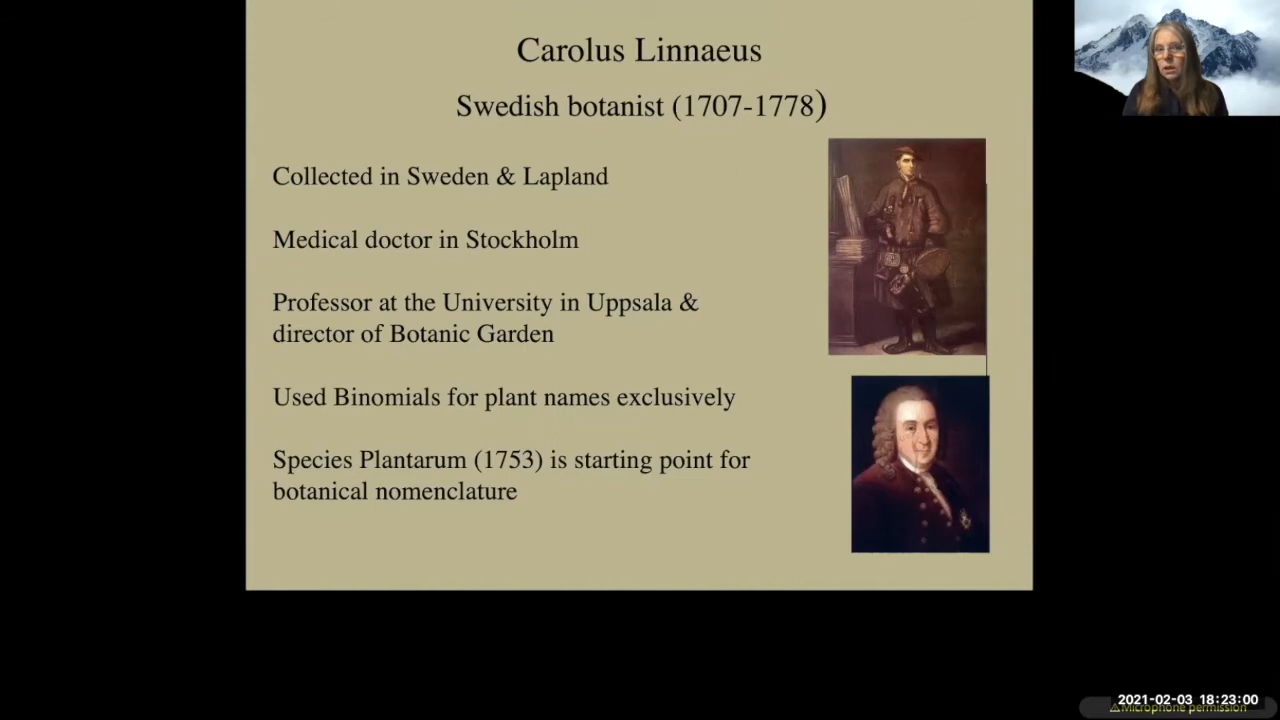 Carolus Linnaeus
Swedish botanist (1707-1778)
Collected in Sweden & Lapland
Medical doctor in Stockholm
Professor at the University in Uppsala &
director of Botanic Garden
Used Binomials for plant names exclusively
Species Plantarum (1753) is starting point for
botanical nomenclature
2021-02-03 18:23:00
⚠Microphone permission